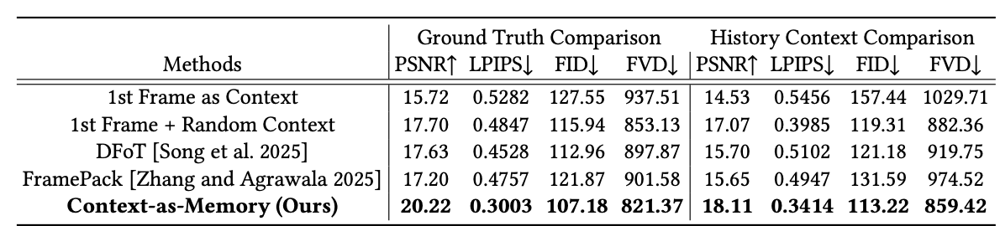 Ground Truth Comparison History Context Comparison
Methods PSNR↑ LPIPS↓ FID↓ FVD↓ PSNR↑ LPIPS↓ FID↓ FVD↓
1st Frame as Context 15.72 0.5282 127.55 937.51 14.53 0.5456 157.44 1029.71
1st Frame + Random Context 17.70 0.4847 115.94 853.13 17.07 0.3985 119.31 882.36
DFoT [Song et al. 2025] 17.63 0.4528 112.96 897.87 15.70 0.5102 121.18 919.75
FramePack [Zhang and Agrawala 2025] 17.20 0.4757 121.87 901.58 15.65 0.4947 131.59 974.52
Context-as-Memory (Ours) 20.22 0.3003 107.18 821.37 18.11 0.3414 113.22 859.42